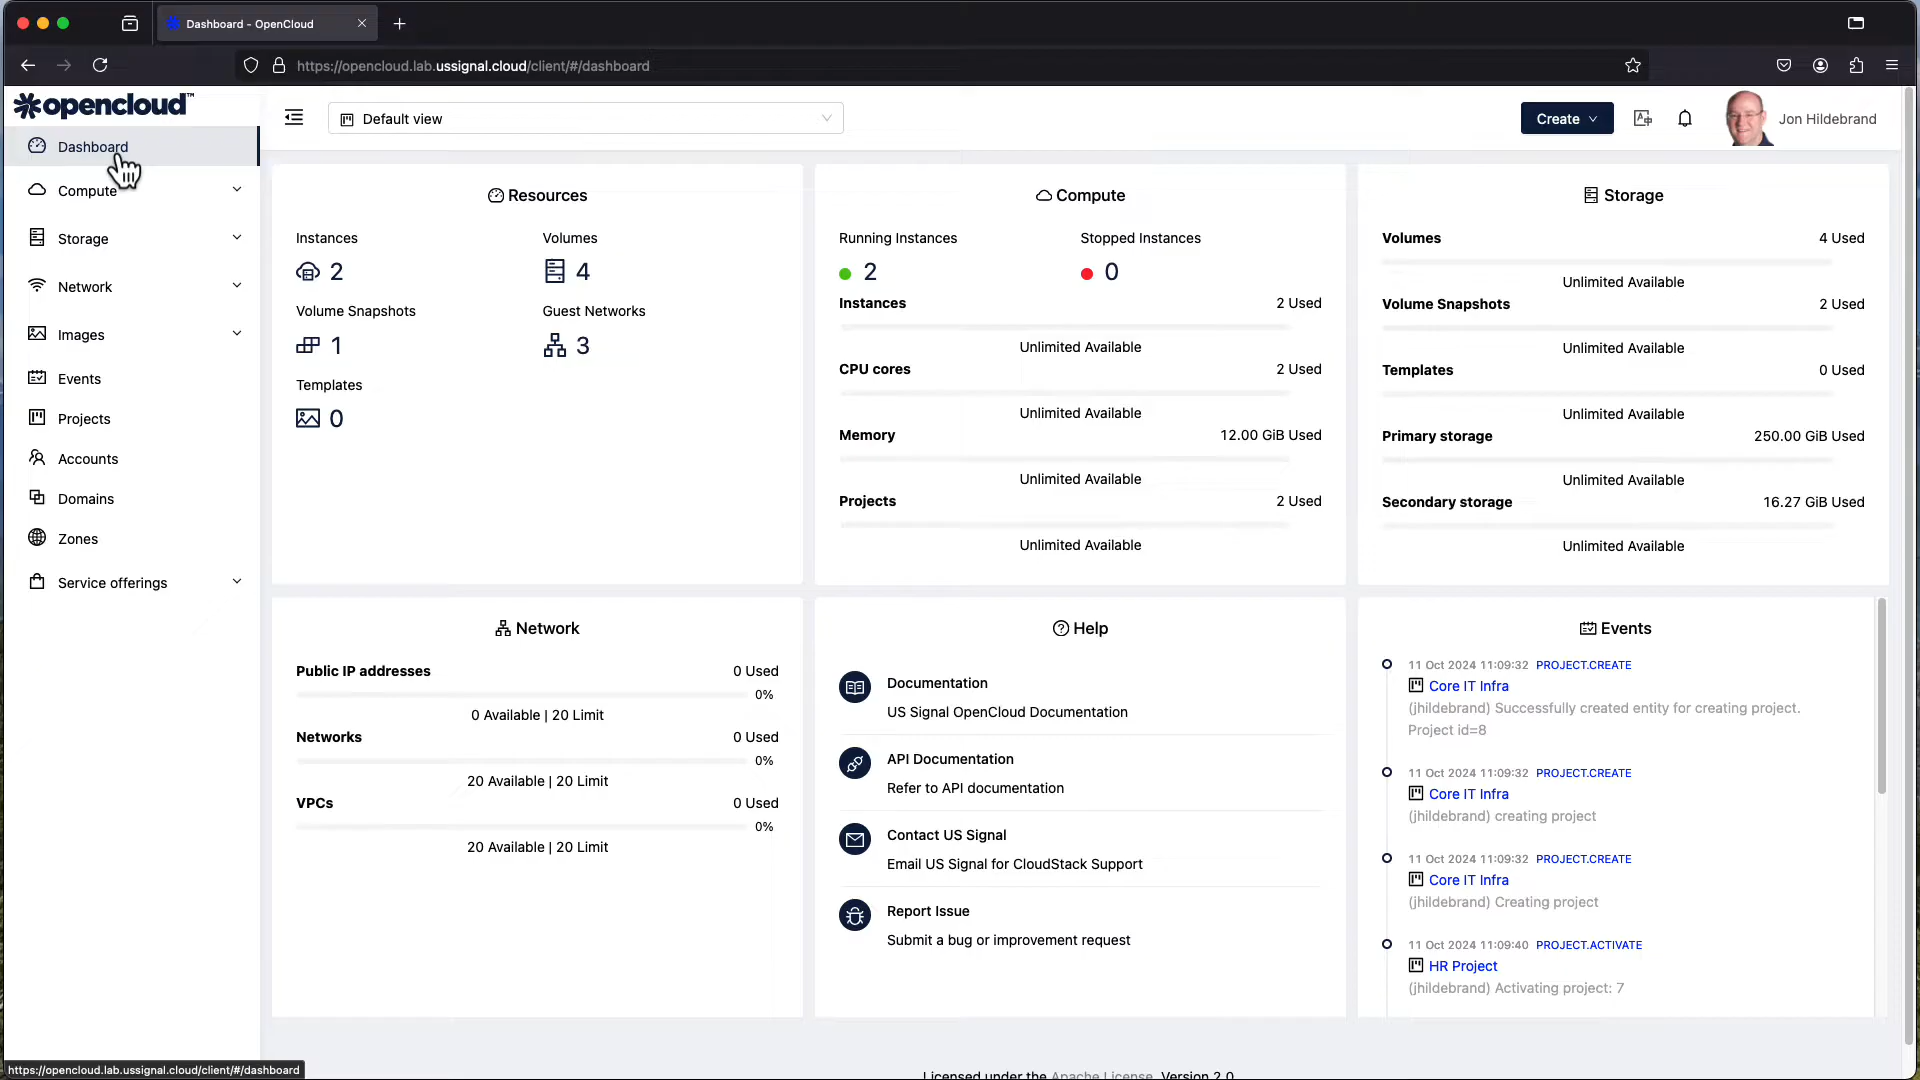 Dashboard - OpenCloud
https://opencloud.lab.ussignal.cloud/client/#/dashboard
opencloud™
Default view
Create
Jon Hildebrand
Dashboard
Compute
Storage
Network
Images
Events
Projects
Accounts
Domains
Zones
Service offerings
Resources
Instances
2
Volumes
4
Volume Snapshots
1
Guest Networks
3
Templates
0
Compute
Running Instances
2
Stopped Instances
0
Instances 2 Used
Unlimited Available
CPU cores 2 Used
Unlimited Available
Memory 12.00 GiB Used
Unlimited Available
Projects 2 Used
Unlimited Available
Storage
Volumes 4 Used
Unlimited Available
Volume Snapshots 2 Used
Unlimited Available
Templates 0 Used
Unlimited Available
Primary storage 250.00 GiB Used
Unlimited Available
Secondary storage 16.27 GiB Used
Unlimited Available
Network
Public IP addresses 0 Used
0%
0 Available | 20 Limit
Networks 0 Used
0%
20 Available | 20 Limit
VPCs 0 Used
0%
20 Available | 20 Limit
Help
Documentation
US Signal OpenCloud Documentation
API Documentation
Refer to API documentation
Contact US Signal
Email US Signal for CloudStack Support
Report Issue
Submit a bug or improvement request
Events
11 Oct 2024 11:09:32 PROJECT.CREATE
Core IT Infra
(jhildebrand) Successfully created entity for creating project.
Project id=8
11 Oct 2024 11:09:32 PROJECT.CREATE
Core IT Infra
(jhildebrand) creating project
11 Oct 2024 11:09:32 PROJECT.CREATE
Core IT Infra
(jhildebrand) Creating project
11 Oct 2024 11:09:40 PROJECT.ACTIVATE
HR Project
(jhildebrand) Activating project: 7
https://opencloud.lab.ussignal.cloud/client/#/dashboard
Licensed under the Apache License, Version 2.0